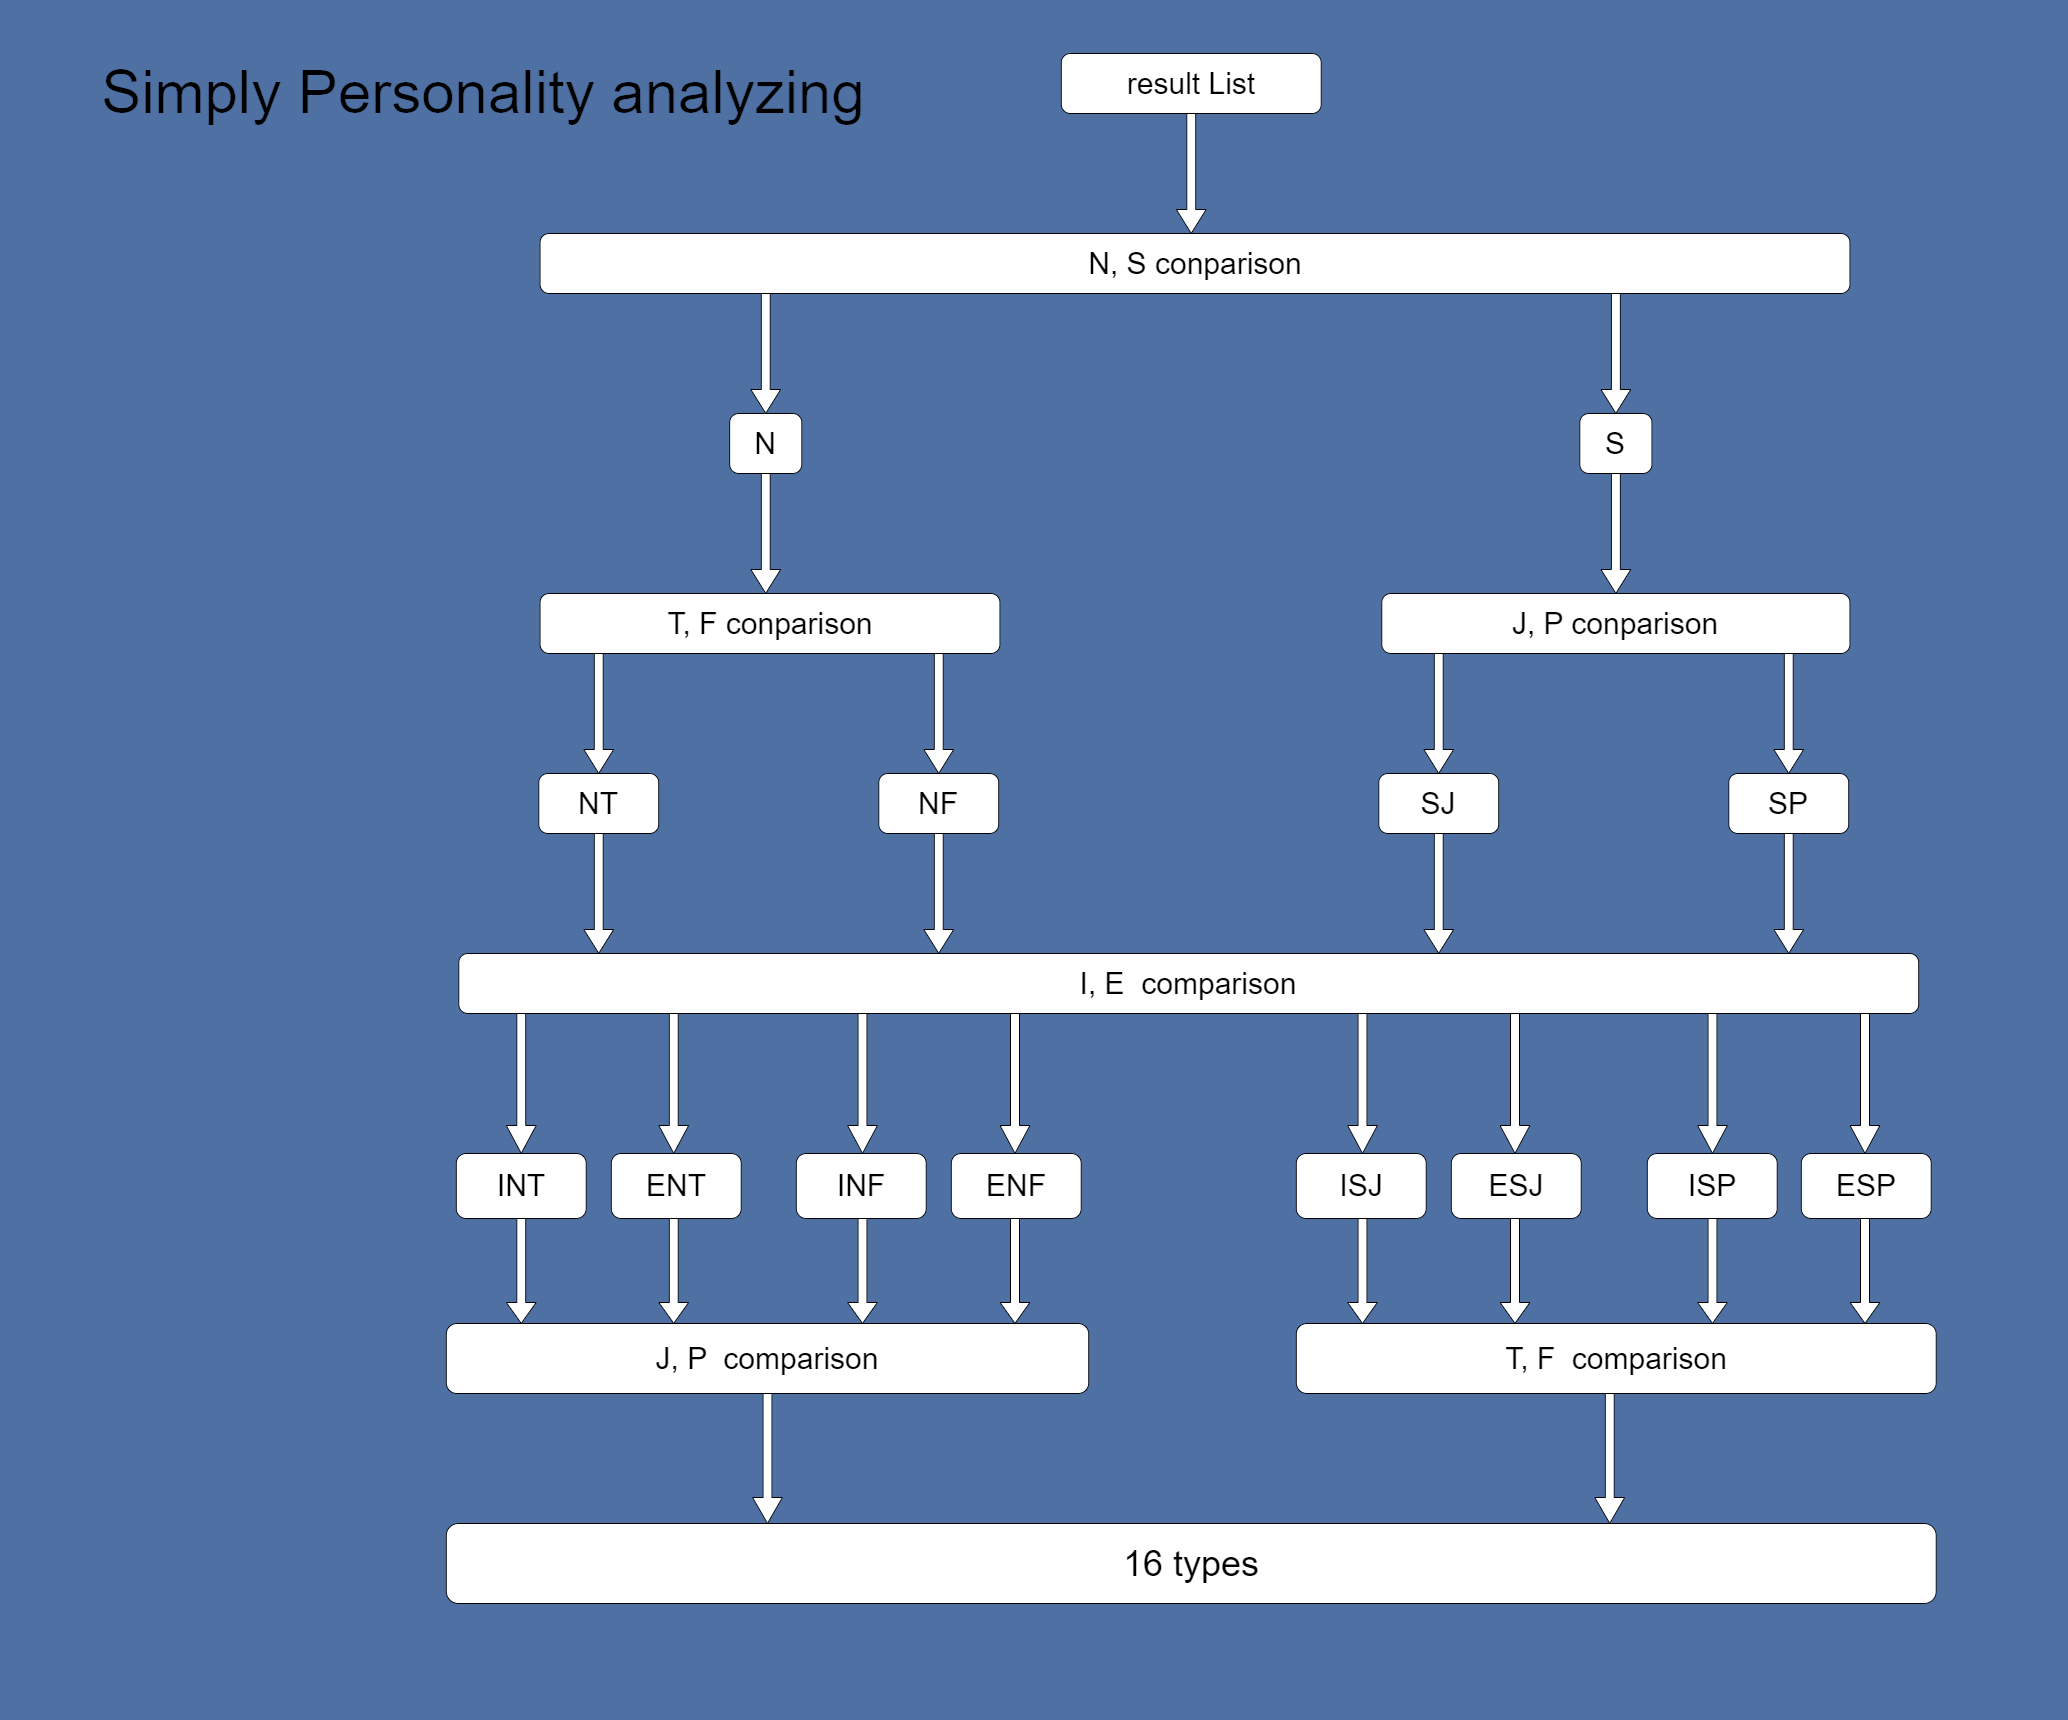 Simply Personality analyzing
result List
N, S conparison
N
S
T, F conparison
J, P conparison
NT
NF
SJ
SP
I, E  comparison
INT
ENT
INF
ENF
ISJ
ESJ
ISP
ESP
J, P  comparison
T, F  comparison
16 types